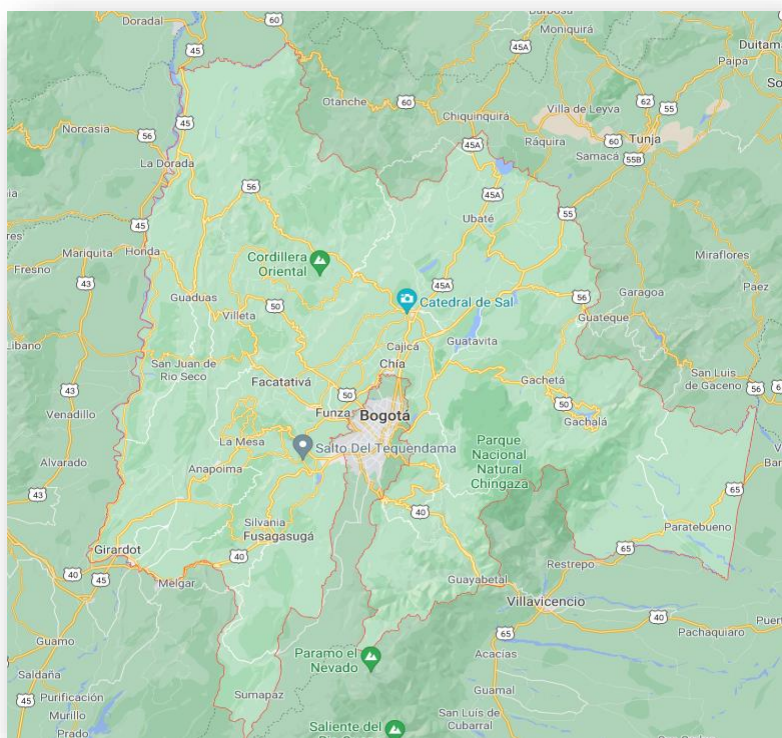 Doradal
60
Barbosa
45
45A
Moniquirá
Duitama
Paipa
62
55
Otanche
60
Villa de Leyva
Norcasia
45
Chiquinquirá
56
60
Tunja
Ráquira
45A
Samacá
55B
La Dorada
56
45A
55
Ubaté
45
Miraflores
Mariquita
Honda
Cordillera
Oriental
Fresno
43
45A
Garagoa
Paez
Guaduas
50
Catedral de Sal
56
Villeta
Guateque
Guatavita
Líbano
Cajicá
Chía
San Juan de
Rio Seco
San Luis
de Gaceno
56
43
Facatativá
50
Gachetá
50
Venadillo
Funza
Bogotá
Gachalá
La Mesa
Salto Del Tequendama
Parque
Nacional
Natural
Chingaza
Alvarado
Anapoima
43
65
40
Silvania
Paratebueno
Fusagasugá
Girardot
40
65
40
45
Melgar
Restrepo
Guayabetal
Villavicencio
40
65
Pachaquiaro
Guamo
Paramo el
Nevado
Acacías
Saldaña
45
Purificación
Sumapaz
Guamal
Murillo
San Luis de
Cubarral
Prado
Saliente del